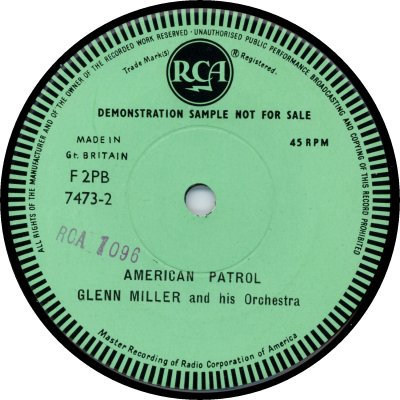 ALL RIGHTS OF THE MANUFACTURER AND OF THE OWNER OF THE RECORDED WORK RESERVED - UNAUTHORISED PUBLIC PERFORMANCE BROADCASTING AND COPYING OF THIS RECORD PROHIBITED
Trade Mark(s) ® Registered.
RCA
DEMONSTRATION SAMPLE NOT FOR SALE
MADE IN
Gt. BRITAIN
45 RPM
F 2PB
7473-2
RCA 1096
AMERICAN PATROL
GLENN MILLER and his Orchestra
Master Recording of Radio Corporation of America